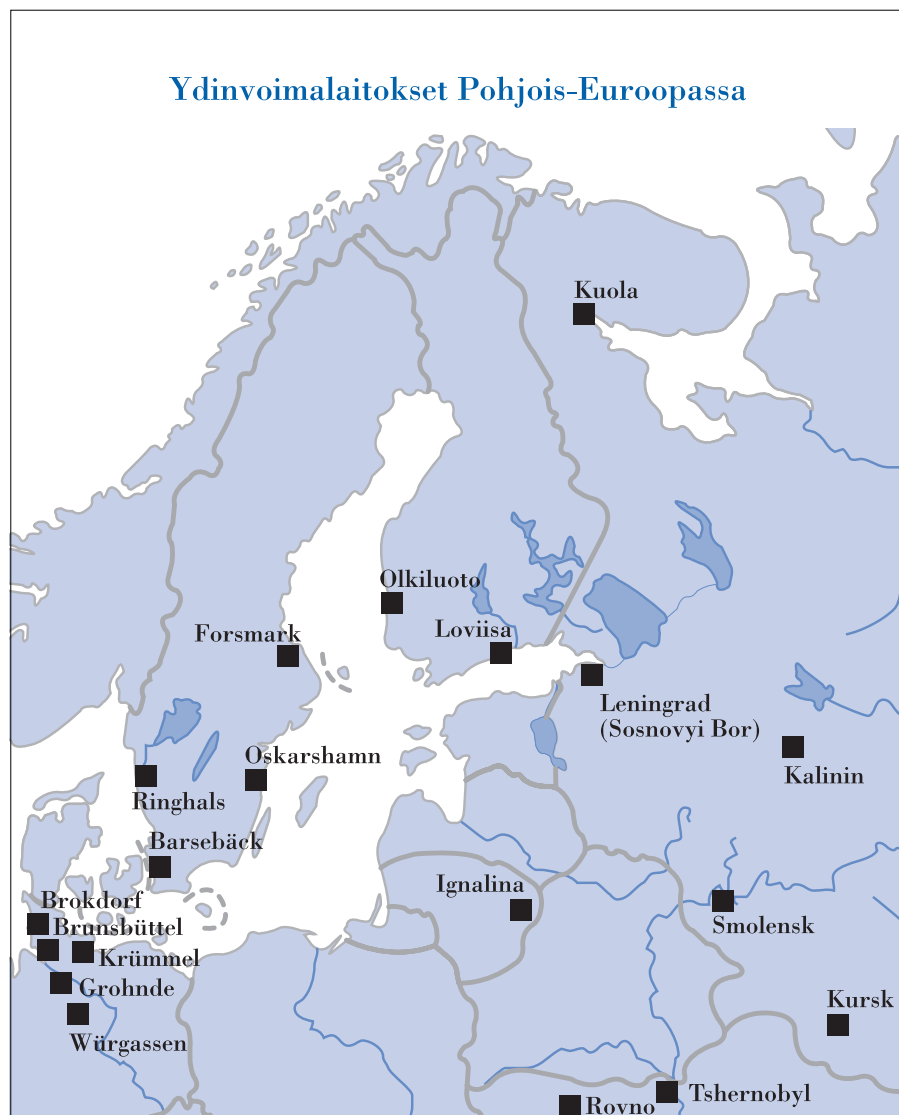 Ydinvoimalaitokset Pohjois-Euroopassa
Kuola
Olkiluoto
Forsmark
Loviisa
Leningrad
(Sosnovyi Bor)
Oskarshamn
Kalinin
Ringhals
Barsebäck
Ignalina
Brokdorf
Smolensk
Brunsbüttel
Krümmel
Grohnde
Kursk
Würgassen
Tshernobyl
Rovno